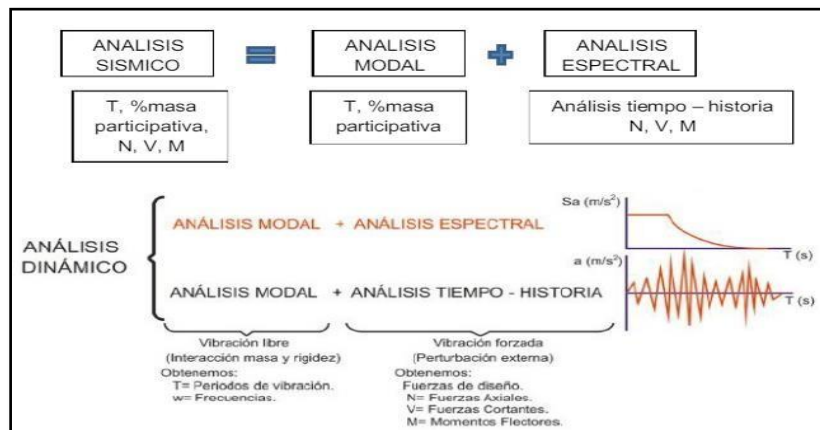 ANALISIS
SISMICO
=
ANALISIS
MODAL
+
ANALISIS
ESPECTRAL
T, %masa
participativa,
N, V, M
T, %masa
participativa
Análisis tiempo – historia
N, V, M
ANÁLISIS
DINÁMICO
ANÁLISIS MODAL + ANÁLISIS ESPECTRAL
ANÁLISIS MODAL + ANÁLISIS TIEMPO - HISTORIA
Sa (m/s²)
T (s)
a (m/s²)
T (s)
Vibración libre
(Interacción masa y rigidez)
Obtenemos:
T= Periodos de vibración.
w= Frecuencias.
Vibración forzada
(Perturbación externa)
Obtenemos:
Fuerzas de diseño.
N= Fuerzas Axiales.
V= Fuerzas Cortantes.
M= Momentos Flectores.